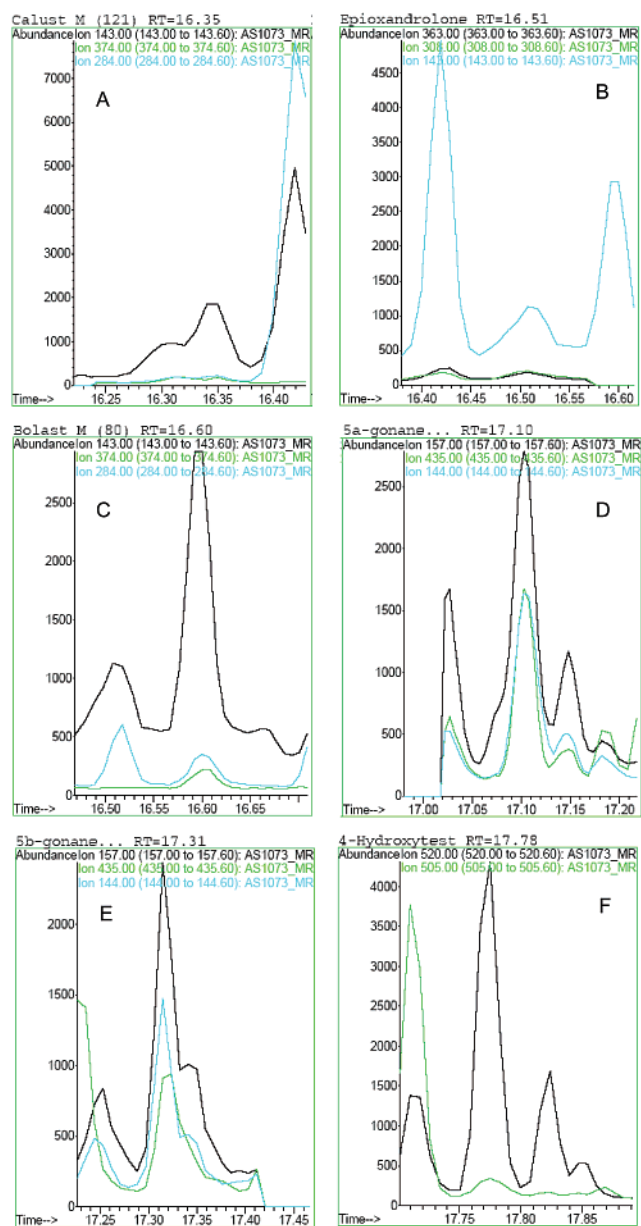 Calust M (121) RT=16.35
Abundance Ion 143.00 (143.00 to 143.60): AS1073_MR
Ion 374.00 (374.00 to 374.60): AS1073_MR
Ion 284.00 (284.00 to 284.60): AS1073_MR
A
7000
6000
5000
4000
3000
2000
1000
0
16.25 16.30 16.35 16.40
Time-->
Epioxandrolone RT=16.51
Abundance Ion 363.00 (363.00 to 363.60): AS1073_MR
Ion 308.00 (308.00 to 308.60): AS1073_MR
Ion 143.00 (143.00 to 143.60): AS1073_MR
B
4500
4000
3500
3000
2500
2000
1500
1000
500
0
16.40 16.45 16.50 16.55 16.60
Time-->
Bolast M (80) RT=16.60
Abundance Ion 143.00 (143.00 to 143.60): AS1073_MR
Ion 374.00 (374.00 to 374.60): AS1073_MR
Ion 284.00 (284.00 to 284.60): AS1073_MR
C
2500
2000
1500
1000
500
0
16.50 16.55 16.60 16.65
Time-->
5a-gonane... RT=17.10
Abundance Ion 157.00 (157.00 to 157.60): AS1073_MR
Ion 435.00 (435.00 to 435.60): AS1073_MR
Ion 144.00 (144.00 to 144.60): AS1073_MR
D
2500
2000
1500
1000
500
0
17.00 17.05 17.10 17.15 17.20
Time-->
5b-gonane... RT=17.31
Abundance Ion 157.00 (157.00 to 157.60): AS1073_MR
Ion 435.00 (435.00 to 435.60): AS1073_MR
Ion 144.00 (144.00 to 144.60): AS1073_MR
E
2000
1500
1000
500
0
17.25 17.30 17.35 17.40 17.45
Time-->
4-Hydroxytest RT=17.78
Abundance Ion 520.00 (520.00 to 520.60): AS1073_MR
Ion 505.00 (505.00 to 505.60): AS1073_MR
F
4000
3500
3000
2500
2000
1500
1000
500
0
17.75 17.80 17.85
Time-->